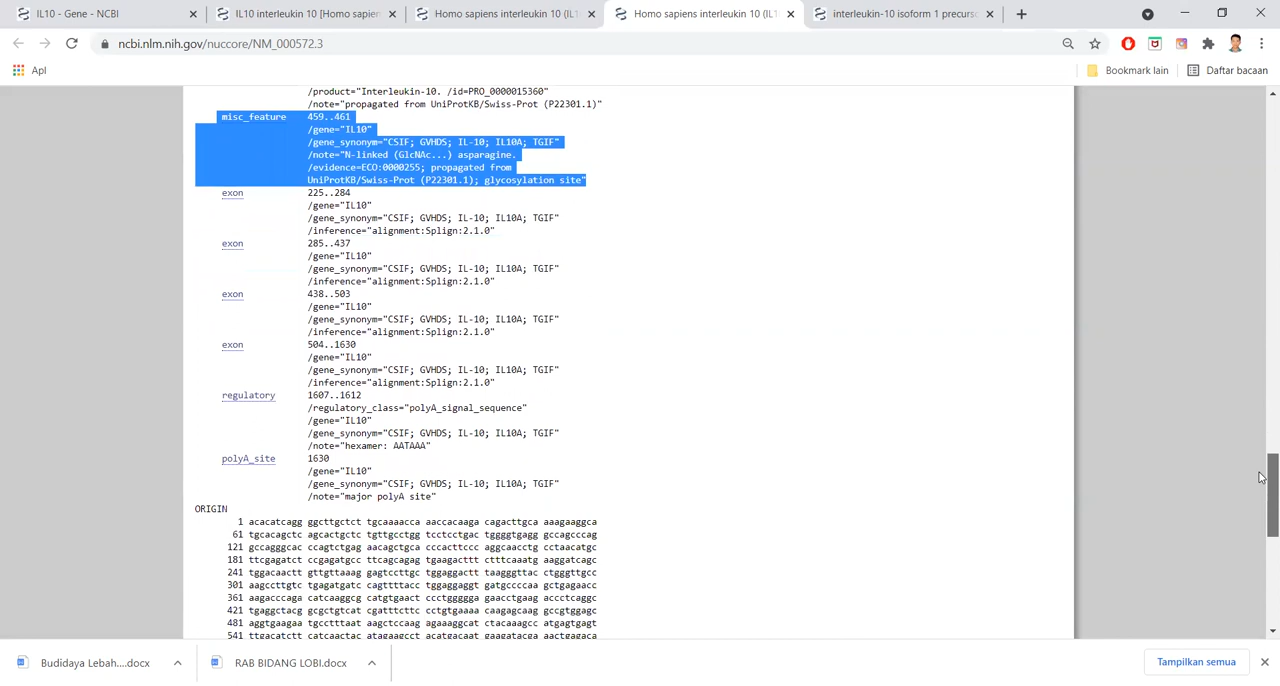 IL10 - Gene - NCBI
IL10 interleukin 10 [Homo sapien
Homo sapiens interleukin 10 (IL1
Homo sapiens interleukin 10 (IL1
interleukin-10 isoform 1 precurso
ncbi.nlm.nih.gov/nuccore/NM_000572.3
Apl
Bookmark lain
Daftar bacaan
/product="Interleukin-10. /id=PRO_0000015360"
/note="propagated from UniProtKB/Swiss-Prot (P22301.1)"
misc_feature 459..461
/gene="IL10"
/gene_synonym="CSIF; GVHDS; IL-10; IL10A; TGIF"
/note="N-linked (GlcNAc...) asparagine.
/evidence=ECO:0000255; propagated from
UniProtKB/Swiss-Prot (P22301.1); glycosylation site"
exon 225..284
/gene="IL10"
/gene_synonym="CSIF; GVHDS; IL-10; IL10A; TGIF"
/inference="alignment:Splign:2.1.0"
exon 285..437
/gene="IL10"
/gene_synonym="CSIF; GVHDS; IL-10; IL10A; TGIF"
/inference="alignment:Splign:2.1.0"
exon 438..503
/gene="IL10"
/gene_synonym="CSIF; GVHDS; IL-10; IL10A; TGIF"
/inference="alignment:Splign:2.1.0"
exon 504..1630
/gene="IL10"
/gene_synonym="CSIF; GVHDS; IL-10; IL10A; TGIF"
/inference="alignment:Splign:2.1.0"
regulatory 1607..1612
/regulatory_class="polyA_signal_sequence"
/gene="IL10"
/gene_synonym="CSIF; GVHDS; IL-10; IL10A; TGIF"
/note="hexamer: AATAAA"
polyA_site 1630
/gene="IL10"
/gene_synonym="CSIF; GVHDS; IL-10; IL10A; TGIF"
/note="major polyA site"
ORIGIN
1 acacatcagg ggcttgctct tgcaaaacca aaccacaaga cagacttgca aaagaaggca
61 tgcacagctc agcactgctc tgttgcctgg tcctcctgac tggggtgagg gccagcccag
121 gccagggcac ccagtctgag aacagctgca cccacttccc aggcaacctg cctaacatgc
181 ttcgagatct ccgagatgcc ttcagcagag tgaagacttt ctttcaaatg aaggatcagc
241 tggacaactt gttgttaaag gagtccttgc tggaggactt taagggttac ctgggttgcc
301 aagccttgtc tgagatgatc cagttttacc tggaggaggt gatgccccaa gctgagaacc
361 aagacccaga catcaaggcg catgtgaact ccctggggga gaacctgaag accctcaggc
421 tgaggctacg gcgctgtcat cgatttcttc cctgtgaaaa caagagcaag gccgtggagc
481 aggtgaagaa tgcctttaat aagctccaag agaaaggcat ctacaaagcc atgagtgagt
541 ttgacatctt catcaactac atagaagcct acatgacaat gaagatacga aactgagaca
Budidaya Lebah....docx
RAB BIDANG LOBI.docx
Tampilkan semua